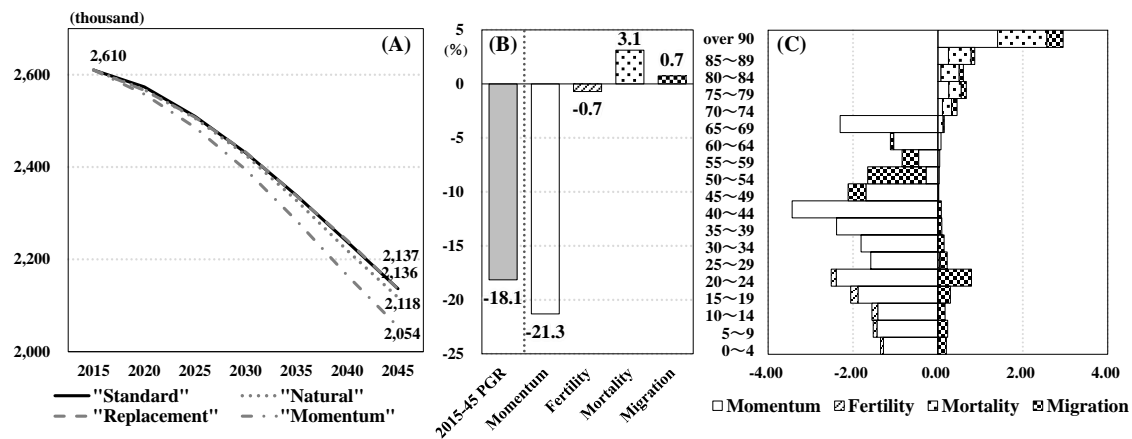 (thousand)
(A)
2,610
2,600
2,400
2,200
2,000
2,137
2,136
2,118
2,054
2015 2020 2025 2030 2035 2040 2045
"Standard" "Natural"
"Replacement" "Momentum"
(B)
(%)
5
0
-5
-10
-15
-20
-25
3.1
0.7
-0.7
-18.1
-21.3
2015-45 PGR
Momentum
Fertility
Mortality
Migration
(C)
over 90
85～89
80～84
75～79
70～74
65～69
60～64
55～59
50～54
45～49
40～44
35～39
30～34
25～29
20～24
15～19
10～14
5～9
0～4
-4.00 -2.00 0.00 2.00 4.00
Momentum Fertility Mortality Migration